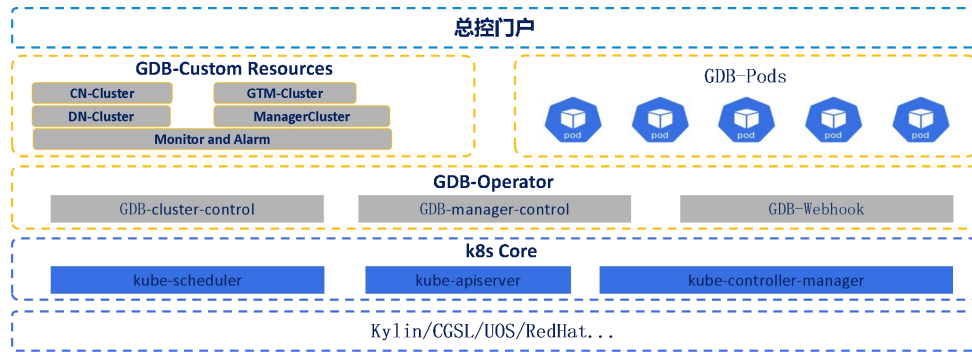 总控门户
GDB-Custom Resources
CN-Cluster
GTM-Cluster
DN-Cluster
ManagerCluster
Monitor and Alarm
GDB-Pods
pod
pod
pod
pod
pod
GDB-Operator
GDB-cluster-control
GDB-manager-control
GDB-Webhook
k8s Core
kube-scheduler
kube-apiserver
kube-controller-manager
Kylin/CGSL/UOS/RedHat...